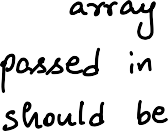 array
passed in
should be